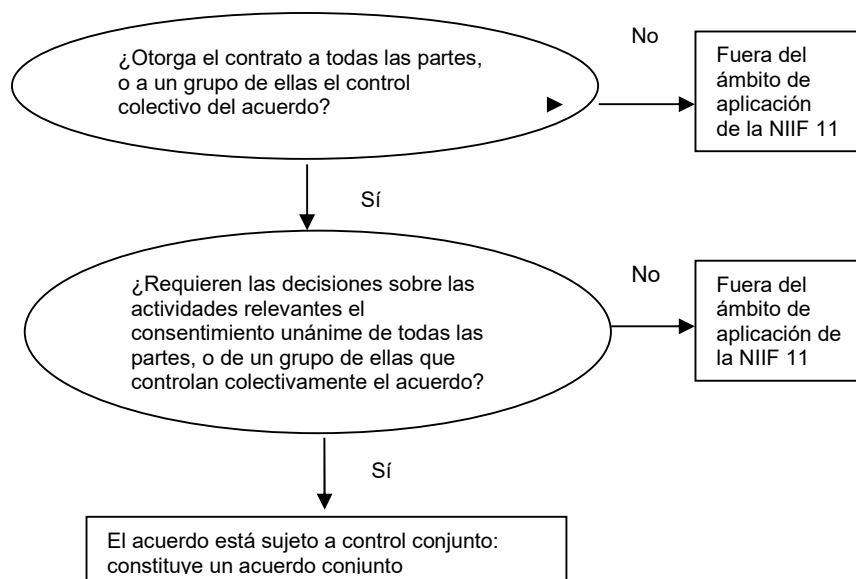 ¿Otorga el contrato a todas las partes,
o a un grupo de ellas el control
colectivo del acuerdo?
No
Fuera del
ámbito de
aplicación
de la NIIF 11
Sí
¿Requieren las decisiones sobre las
actividades relevantes el
consentimiento unánime de todas las
partes, o de un grupo de ellas que
controlan colectivamente el acuerdo?
No
Fuera del
ámbito de
aplicación de
la NIIF 11
Sí
El acuerdo está sujeto a control conjunto:
constituye un acuerdo conjunto